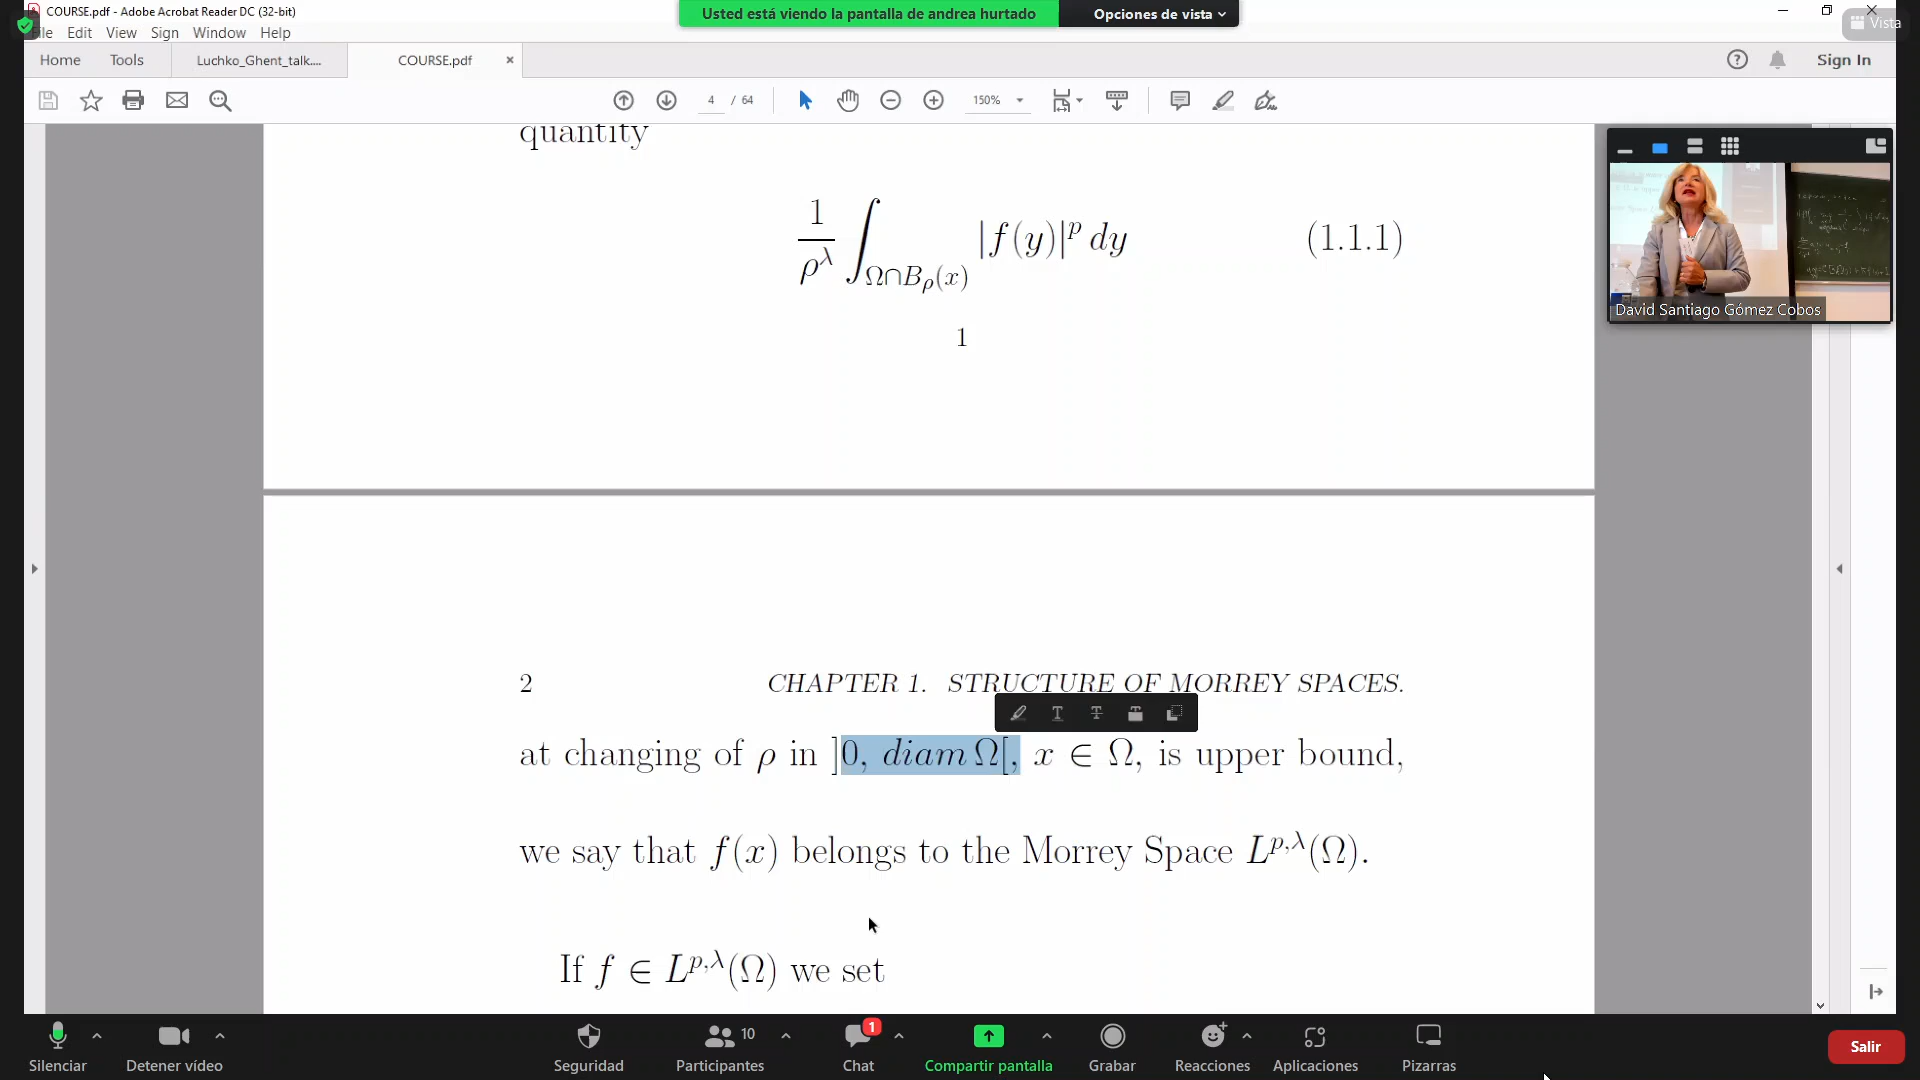 COURSE.pdf - Adobe Acrobat Reader DC (32-bit)
Usted está viendo la pantalla de andrea hurtado
Opciones de vista
Vista
File Edit View Sign Window Help
Home Tools Luchko_Ghent_talk.... COURSE.pdf × Sign In
4 / 64 150%
quantity
1/ρ^λ ∫_{Ω∩B_ρ(x)} |f(y)|^p dy (1.1.1)
1
David Santiago Gómez Cobos
2 CHAPTER 1. STRUCTURE OF MORREY SPACES.
at changing of ρ in ]0, diam Ω[, x ∈ Ω, is upper bound,
we say that f(x) belongs to the Morrey Space L^{p,λ}(Ω).
If f ∈ L^{p,λ}(Ω) we set
10 1
Silenciar Detener vídeo Seguridad Participantes Chat Compartir pantalla Grabar Reacciones Aplicaciones Pizarras Salir